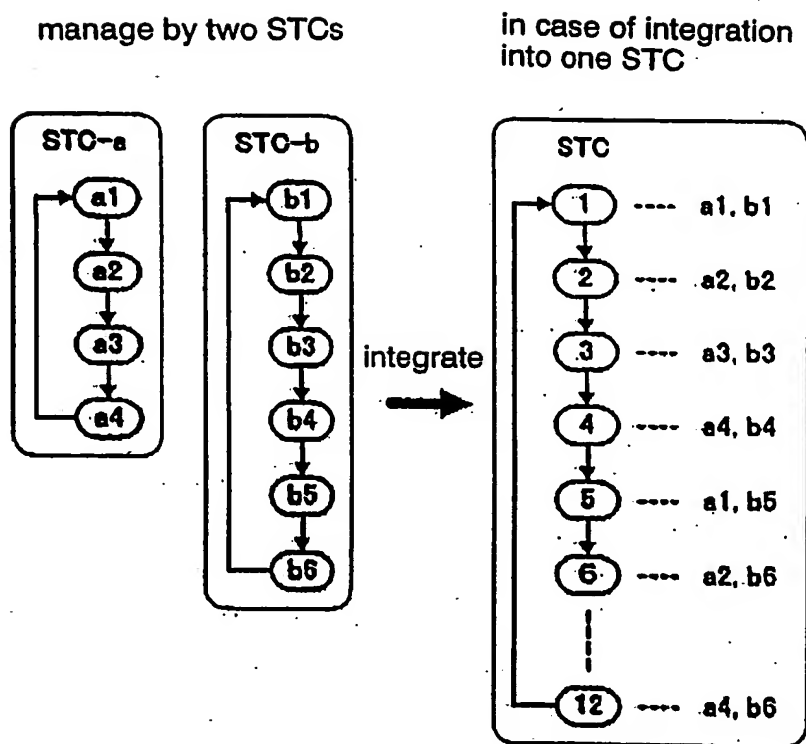 manage by two STCs
in case of integration
into one STC
STC-a
a1
a2
a3
a4
STC-b
b1
b2
b3
b4
b5
b6
integrate
STC
1 ---- a1, b1
2 ---- a2, b2
3 ---- a3, b3
4 ---- a4, b4
5 ---- a1, b5
6 ---- a2, b6
12 ---- a4, b6